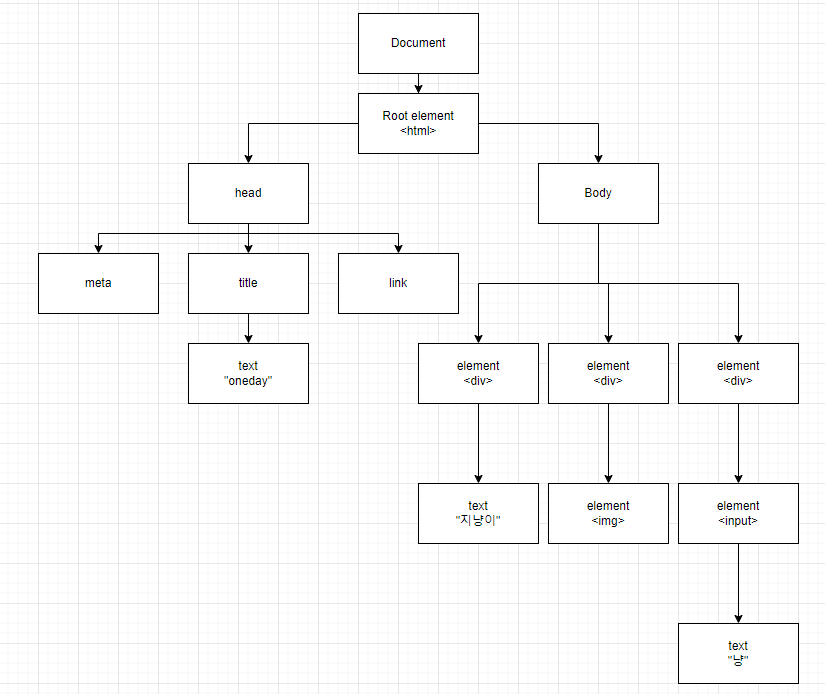 Document
Root element
<html>
head
Body
meta
title
link
text
"oneday"
element
<div>
element
<div>
element
<div>
text
"지냥이"
element
<img>
element
<input>
text
"냥"